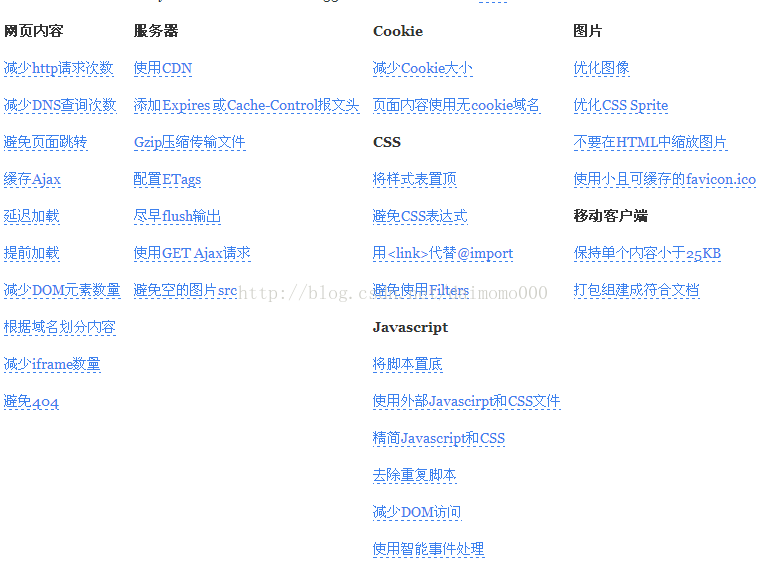 网页内容
减少http请求次数
减少DNS查询次数
避免页面跳转
缓存Ajax
延迟加载
提前加载
减少DOM元素数量
根据域名划分内容
减少iframe数量
避免404
服务器
使用CDN
添加Expires 或Cache-Control报文头
Gzip压缩传输文件
配置ETags
尽早flush输出
使用GET Ajax请求
避免空的图片src
Cookie
减少Cookie大小
页面内容使用无cookie域名
CSS
将样式表置顶
避免CSS表达式
用<link>代替@import
避免使用Filters
Javascript
将脚本置底
使用外部Javascirpt和CSS文件
精简Javascript和CSS
去除重复脚本
减少DOM访问
使用智能事件处理
图片
优化图像
优化CSS Sprite
不要在HTML中缩放图片
使用小且可缓存的favicon.ico
移动客户端
保持单个内容小于25KB
打包组建成符合文档